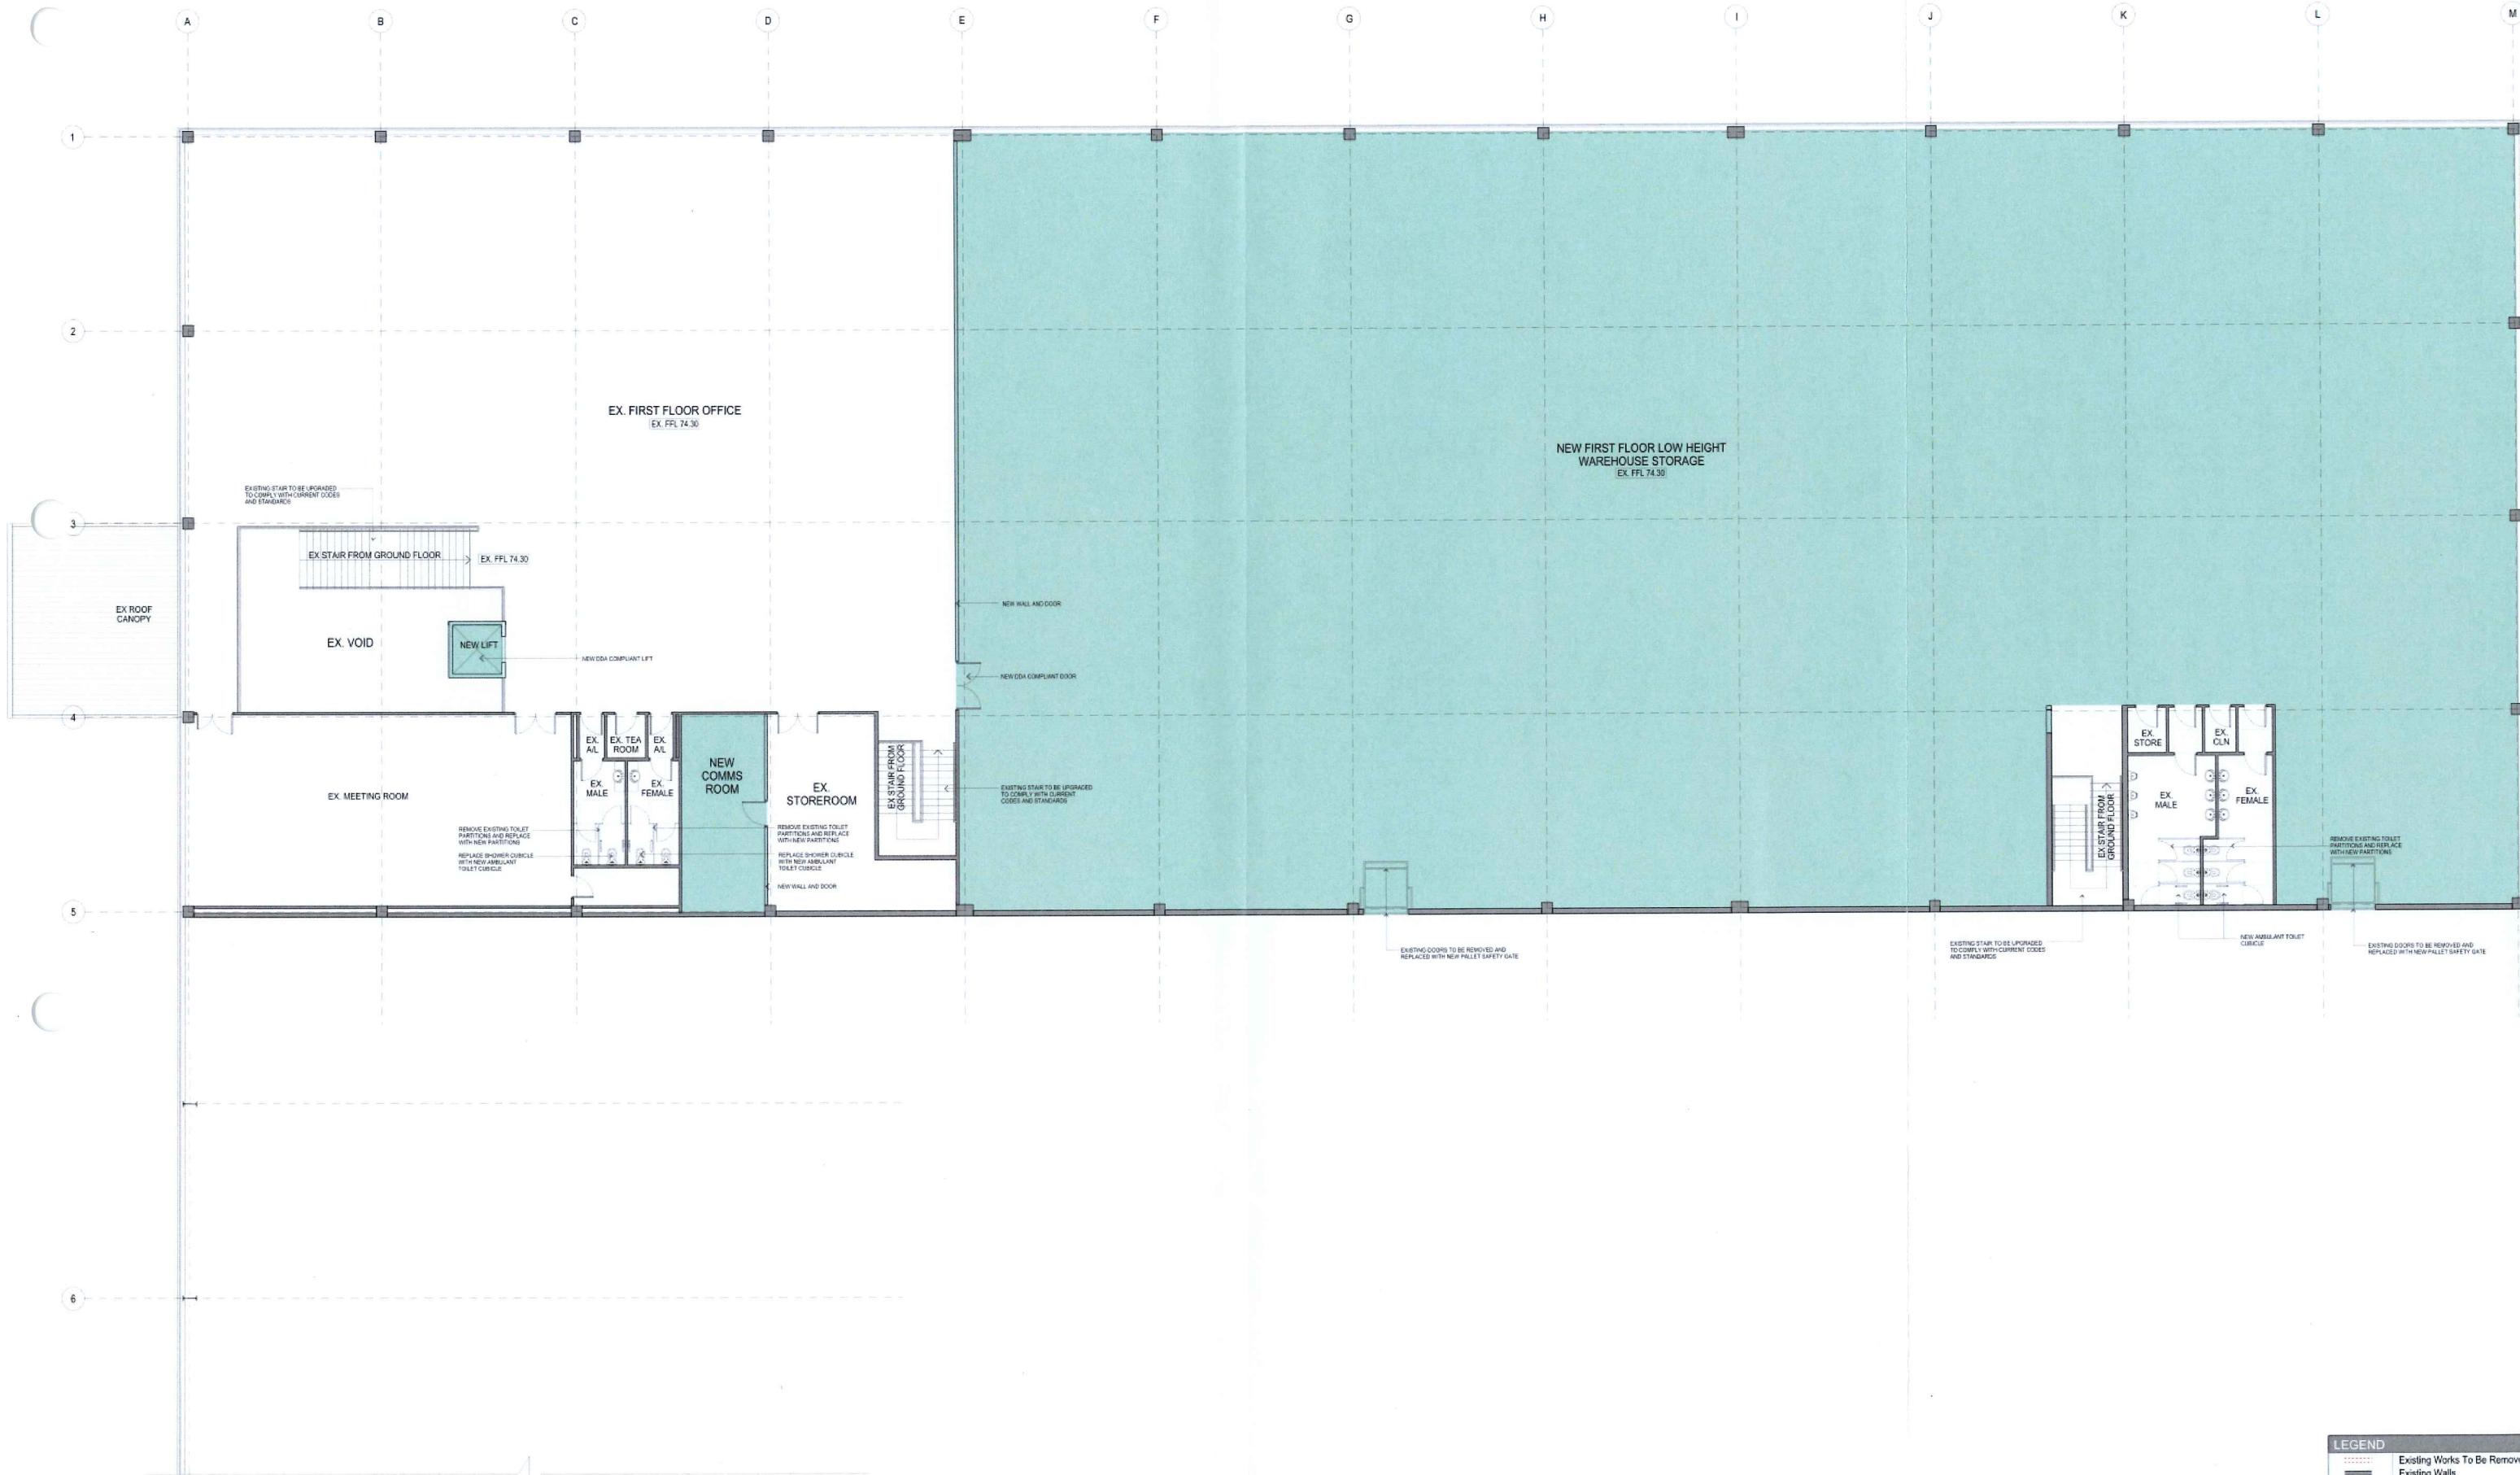 A
B
C
D
E
F
G
H
I
J
K
L
M
1
2
3
4
5
6
EX. FIRST FLOOR OFFICE
EX. FFL 74.30
NEW FIRST FLOOR LOW HEIGHT
WAREHOUSE STORAGE
EX. FFL 74.30
EXISTING STAIR TO BE UPGRADED
TO COMPLY WITH CURRENT CODES
AND STANDARDS
EX STAIR FROM GROUND FLOOR
EX. FFL 74.30
EX ROOF
CANOPY
EX. VOID
NEW LIFT
NEW DDA COMPLIANT LIFT
NEW WALL AND DOOR
NEW DDA COMPLIANT DOOR
EX. MEETING ROOM
EX.
A/L
EX. TEA
ROOM
EX.
A/L
EX.
MALE
EX.
FEMALE
NEW
COMMS
ROOM
EX.
STOREROOM
EX STAIR FROM
GROUND FLOOR
EXISTING STAIR TO BE UPGRADED
TO COMPLY WITH CURRENT
CODES AND STANDARDS
REMOVE EXISTING TOILET
PARTITIONS AND REPLACE
WITH NEW PARTITIONS
REPLACE SHOWER CUBICLE
WITH NEW AMBULANT
TOILET CUBICLE
REMOVE EXISTING TOILET
PARTITIONS AND REPLACE
WITH NEW PARTITIONS
REPLACE SHOWER CUBICLE
WITH NEW AMBULANT
TOILET CUBICLE
NEW WALL AND DOOR
EX.
STORE
EX.
CLN
EX.
MALE
EX.
FEMALE
EX STAIR FROM
GROUND FLOOR
REMOVE EXISTING TOILET
PARTITIONS AND REPLACE
WITH NEW PARTITIONS
EXISTING DOORS TO BE REMOVED AND
REPLACED WITH NEW PALLET SAFETY GATE
EXISTING STAIR TO BE UPGRADED
TO COMPLY WITH CURRENT CODES
AND STANDARDS
NEW AMBULANT TOILET
CUBICLE
EXISTING DOORS TO BE REMOVED AND
REPLACED WITH NEW PALLET SAFETY GATE
LEGEND
Existing Works To Be Remove
Existing Walls